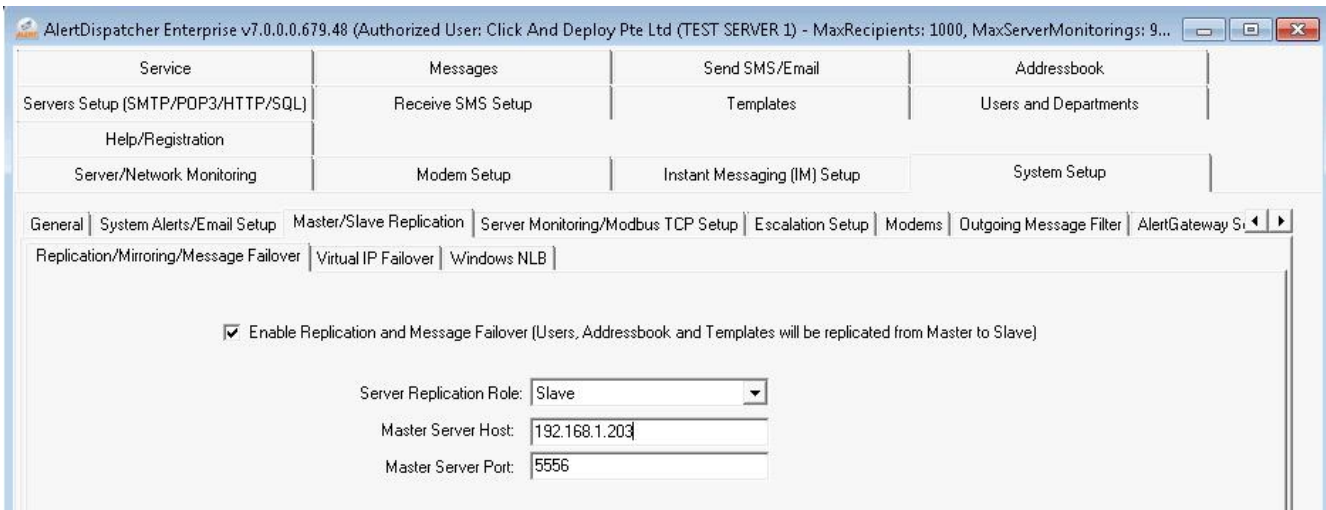 AlertDispatcher Enterprise v7.0.0.0.679.48 (Authorized User: Click And Deploy Pte Ltd (TEST SERVER 1) - MaxRecipients: 1000, MaxServerMonitorings: 9...
Service Messages Send SMS/Email Addressbook
Servers Setup (SMTP/POP3/HTTP/SQL) Receive SMS Setup Templates Users and Departments
Help/Registration
Server/Network Monitoring Modem Setup Instant Messaging (IM) Setup System Setup
General System Alerts/Email Setup Master/Slave Replication Server Monitoring/Modbus TCP Setup Escalation Setup Modems Outgoing Message Filter AlertGateway
Replication/Mirroring/Message Failover Virtual IP Failover Windows NLB
Enable Replication and Message Failover (Users, Addressbook and Templates will be replicated from Master to Slave)
Server Replication Role: Slave
Master Server Host: 192.168.1.203
Master Server Port: 5556